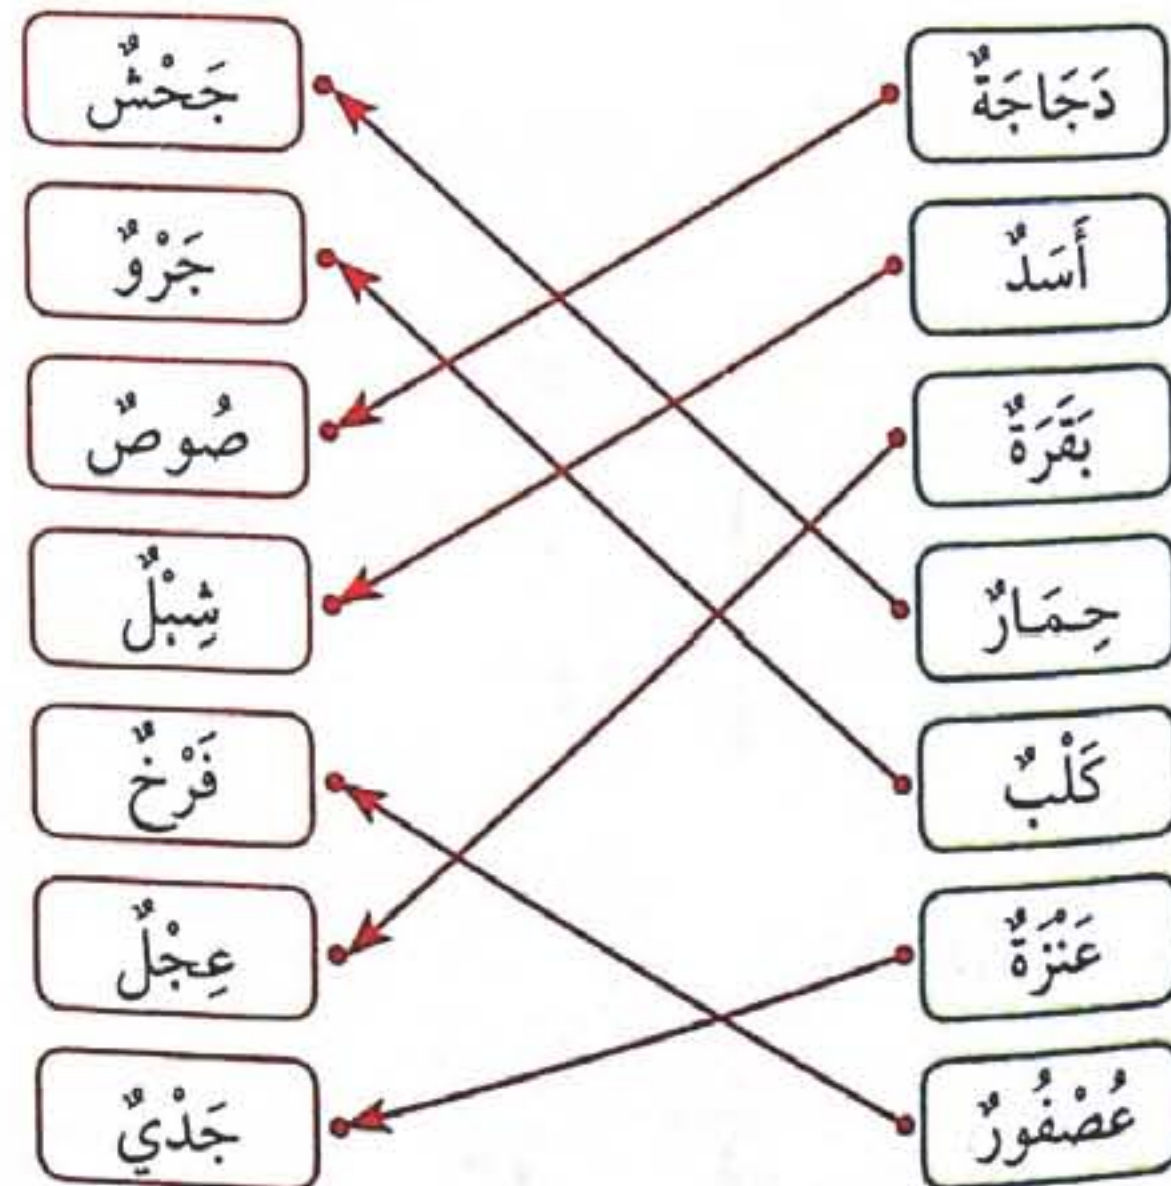 دَجَاجَةٌ جَحْشٌ
أَسَدٌ جَرْوٌ
بَقَرَةٌ صُوصٌ
حِمَارٌ شِبْلٌ
كَلْبٌ فَرْخٌ
عَنْزَةٌ عِجْلٌ
عُصْفُورٌ جَدْيٌ